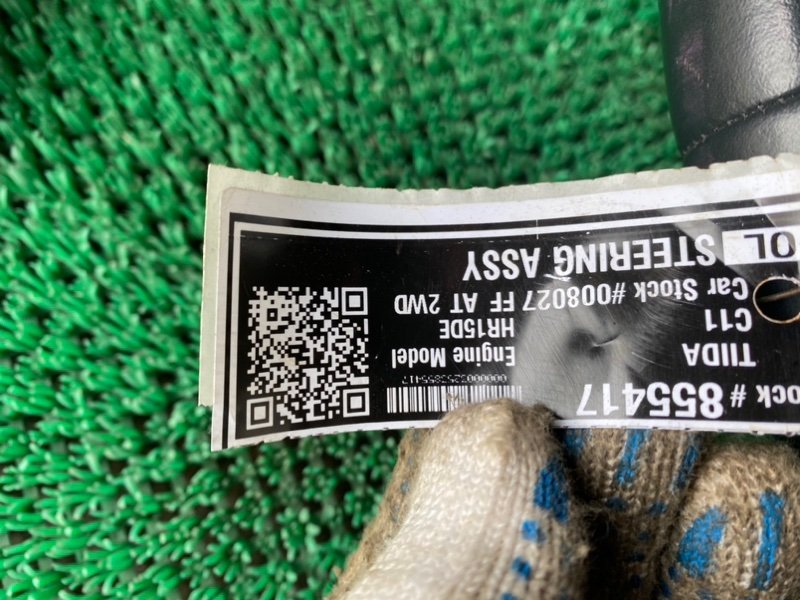 ock # 855417
TIIDA
C11
Car Stock #008027 FF AT 2WD
OL STEERING ASSY
Engine Model
HR15DE